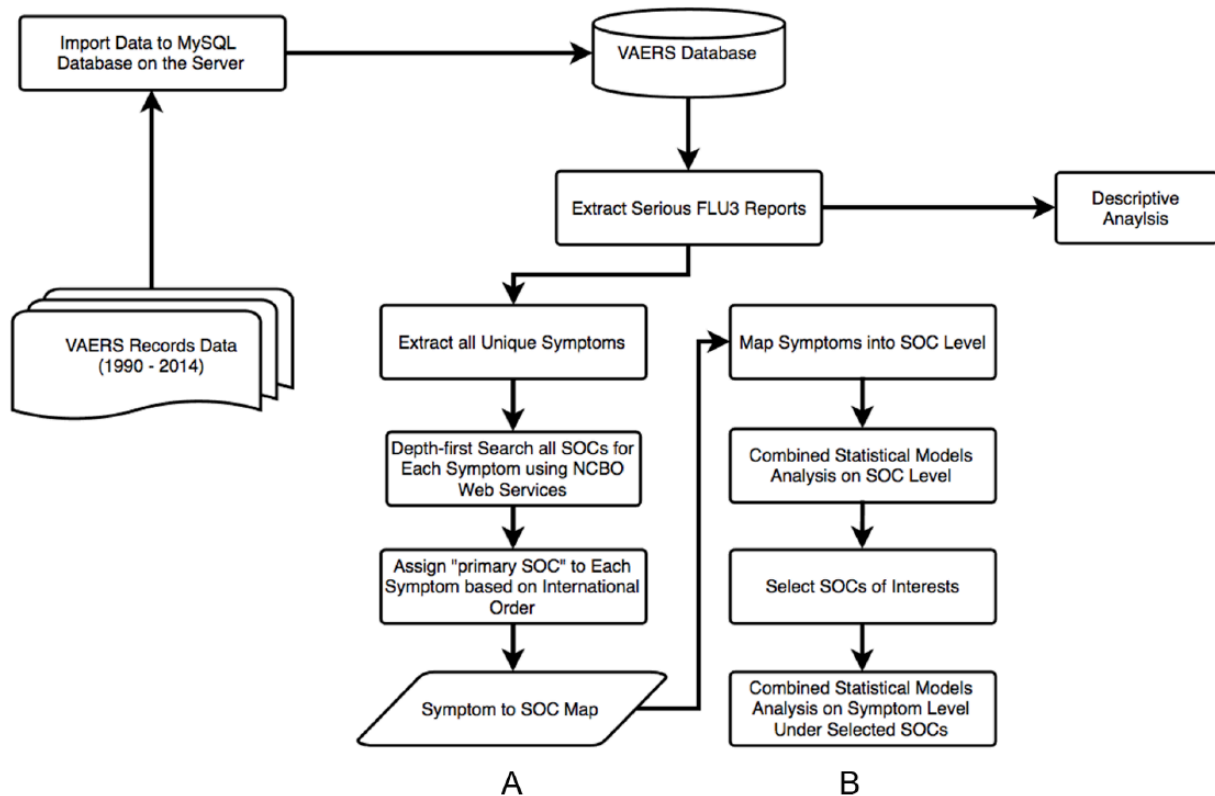 Import Data to MySQL
Database on the Server
VAERS Database
Extract Serious FLU3 Reports
Descriptive
Anaylsis
VAERS Records Data
(1990 - 2014)
Extract all Unique Symptoms
Depth-first Search all SOCs for
Each Symptom using NCBO
Web Services
Assign "primary SOC" to Each
Symptom based on International
Order
Symptom to SOC Map
A
Map Symptoms into SOC Level
Combined Statistical Models
Analysis on SOC Level
Select SOCs of Interests
Combined Statistical Models
Analysis on Symptom Level
Under Selected SOCs
B